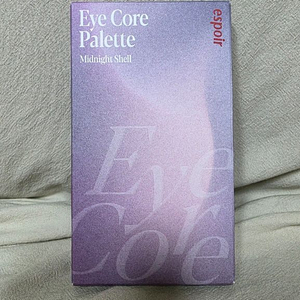 Eye Core
Palette
Midnight Shell
espoir
Eye
Core